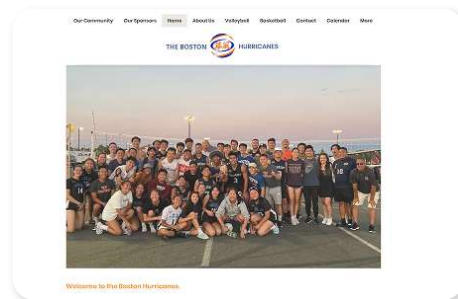 Our Community Our Sponsors Home About Us Volleyball Basketball Contact Calendar More
THE BOSTON HURRICANES
Welcome to the Boston Hurricanes.